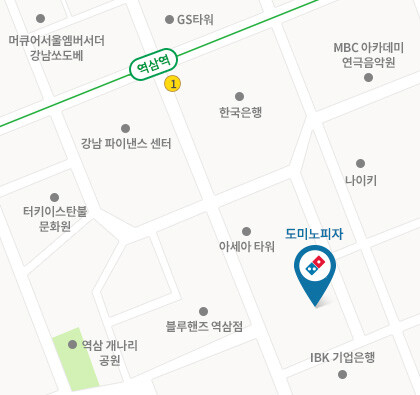 GS타워
머큐어서울엠버서더
강남쏘도베
MBC 아카데미
연극음악원
역삼역
1
한국은행
강남 파이낸스 센터
나이키
터키이스탄불
문화원
도미노피자
아세아 타워
블루핸즈 역삼점
역삼 개나리
공원
IBK 기업은행